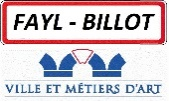 FAYL - BILLOT
VILLE ET MÉTIERS D'ART